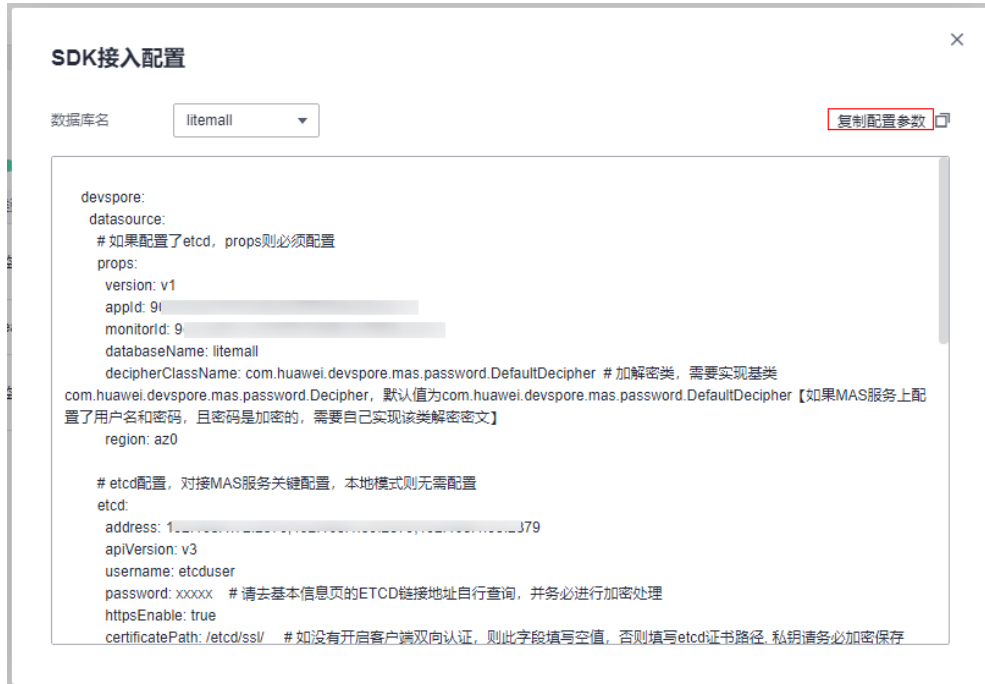 SDK接入配置
数据库名
litemall
复制配置参数
devspore:
datasource:
# 如果配置了etcd，props则必须配置
props:
version: v1
appId: 9
monitorId: 9
databaseName: litemall
decipherClassName: com.huawei.devspore.mas.password.DefaultDecipher # 加解密类，需要实现基类
com.huawei.devspore.mas.password.Decipher，默认值为com.huawei.devspore.mas.password.DefaultDecipher【如果MAS服务上配
置了用户名和密码，且密码是加密的，需要自己实现该类解密密文】
region: az0
# etcd配置，对接MAS服务关键配置，本地模式则无需配置
etcd:
address: 1
apiVersion: v3
username: etcduser
password: xxxxx # 请去基本信息页的ETCD链接地址自行查询，并务必进行加密处理
httpsEnable: true
certificatePath: /etcd/ssl/ # 如没有开启客户端双向认证，则此字段填写空值，否则填写etcd证书路径, 私钥请务必加密保存